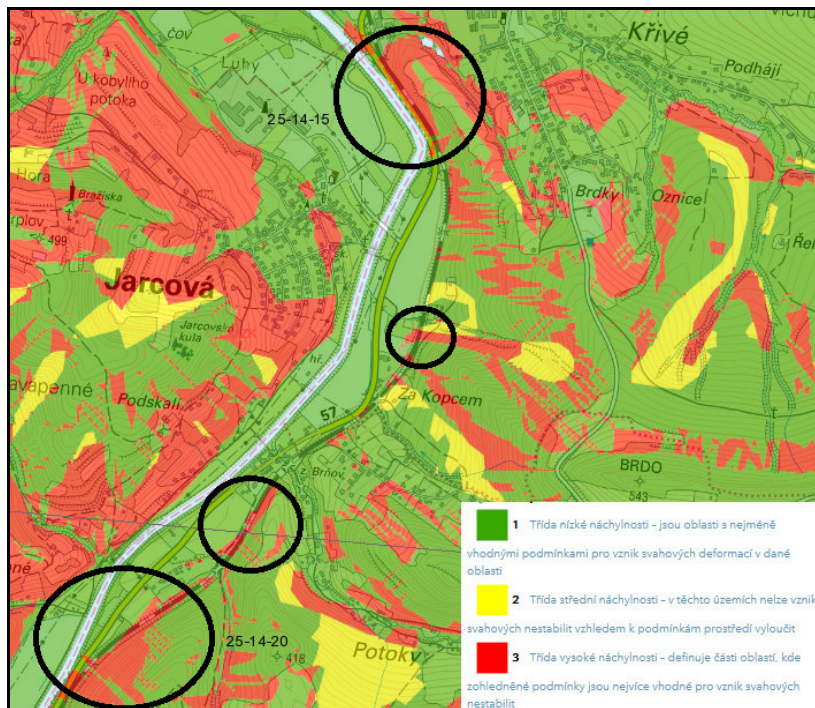 Křivé
Podhájí
čov
Luhy
U kobylího
potoka
25-14-15
Hora
Bražiska
499
Brdky
Oznice
Jarcová
Jarcovská
kula
hř.
Podskalí
57
Za Kopcem
z. Brňov
BRDO
543
25-14-20
418
Potoky
1 Třída nízké náchylnosti – jsou oblasti s nejméně
vhodnými podmínkami pro vznik svahových deformací v dané
oblasti
2 Třída střední náchylnosti – v těchto územích nelze vznik
svahových nestabilit vzhledem k podmínkám prostředí vyloučit
3 Třída vysoké náchylnosti – definuje části oblastí, kde
zohledněné podmínky jsou nejvíce vhodné pro vznik svahových
nestabilit